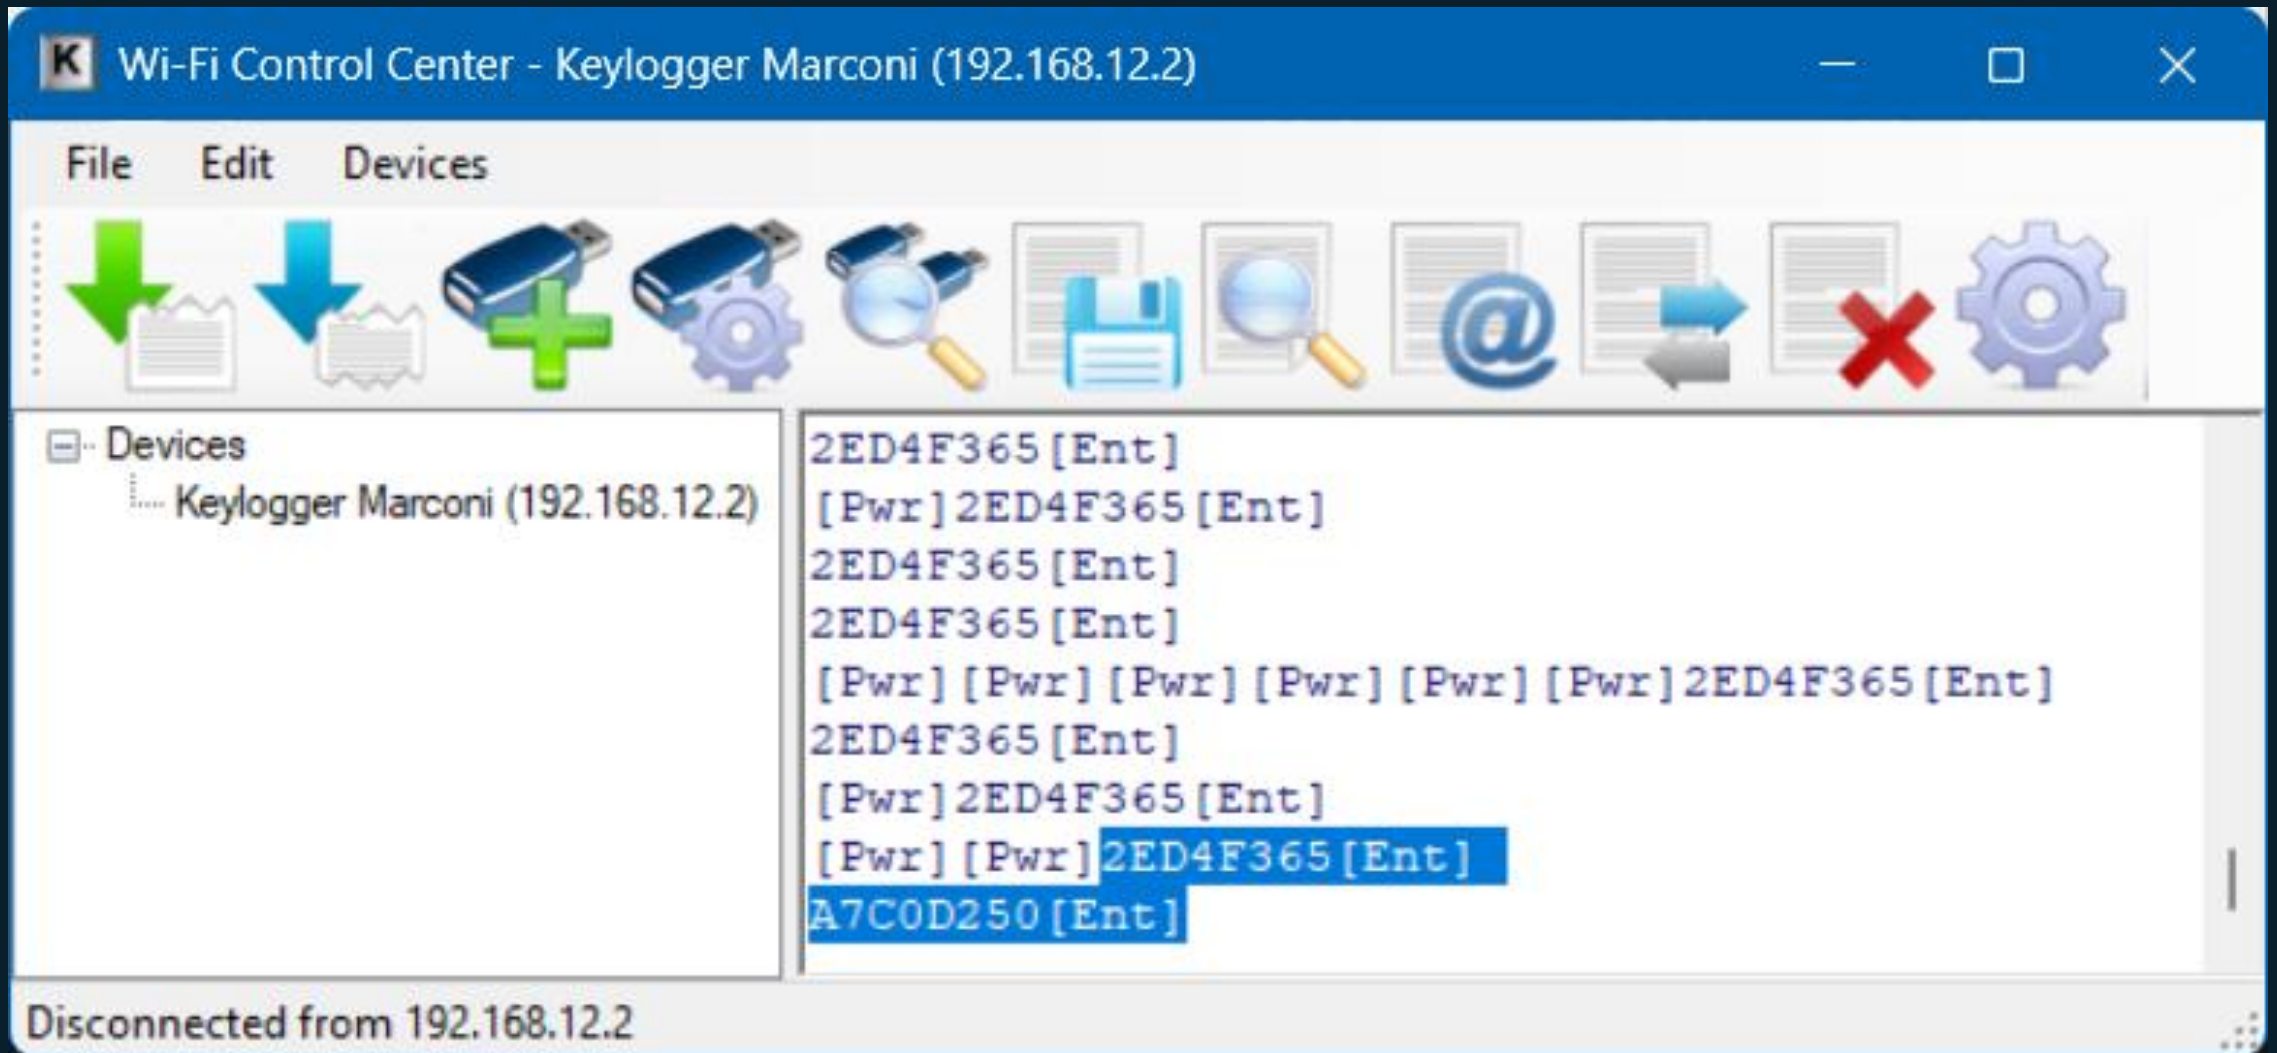 K Wi-Fi Control Center - Keylogger Marconi (192.168.12.2)
File Edit Devices
@
Devices
Keylogger Marconi (192.168.12.2)
2ED4F365[Ent]
[Pwr]2ED4F365[Ent]
2ED4F365[Ent]
2ED4F365[Ent]
[Pwr][Pwr][Pwr][Pwr][Pwr][Pwr]2ED4F365[Ent]
2ED4F365[Ent]
[Pwr]2ED4F365[Ent]
[Pwr][Pwr]2ED4F365[Ent]
A7C0D250[Ent]
Disconnected from 192.168.12.2